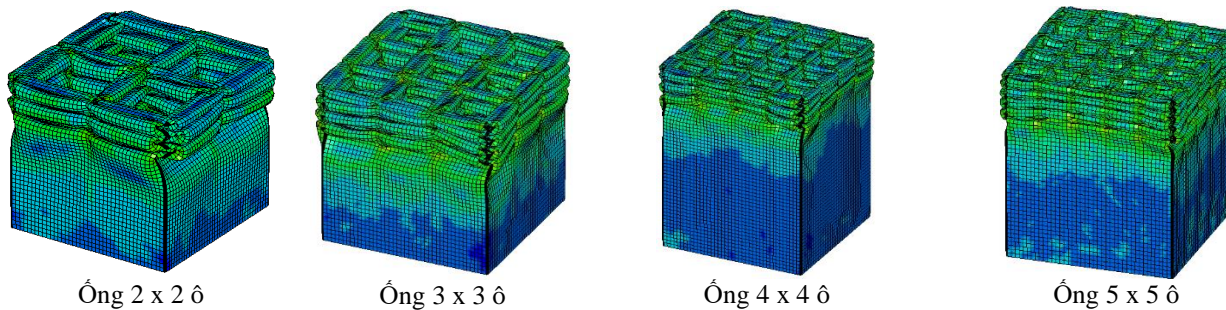 Ống 2 x 2 ô
Ống 3 x 3 ô
Ống 4 x 4 ô
Ống 5 x 5 ô